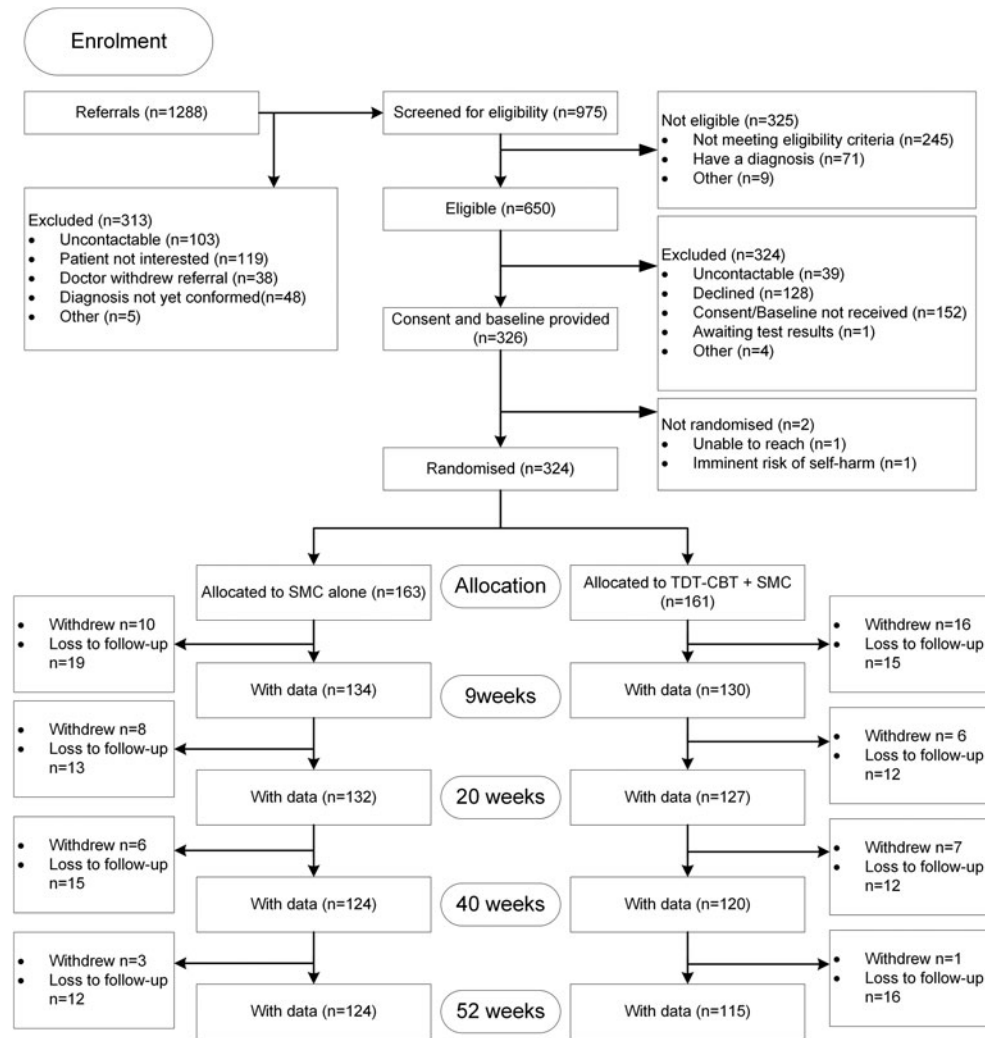 Enrolment
Referrals (n=1288)
Screened for eligibility (n=975)
Not eligible (n=325)
• Not meeting eligibility criteria (n=245)
• Have a diagnosis (n=71)
• Other (n=9)
Excluded (n=313)
• Uncontactable (n=103)
• Patient not interested (n=119)
• Doctor withdrew referral (n=38)
• Diagnosis not yet conformed(n=48)
• Other (n=5)
Eligible (n=650)
Excluded (n=324)
• Uncontactable (n=39)
• Declined (n=128)
• Consent/Baseline not received (n=152)
• Awaiting test results (n=1)
• Other (n=4)
Consent and baseline provided
(n=326)
Not randomised (n=2)
• Unable to reach (n=1)
• Imminent risk of self-harm (n=1)
Randomised (n=324)
Allocated to SMC alone (n=163)
Allocation
Allocated to TDT-CBT + SMC
(n=161)
• Withdrew n=10
• Loss to follow-up
n=19
• Withdrew n=16
• Loss to follow-up
n=15
With data (n=134)
9weeks
With data (n=130)
• Withdrew n=8
• Loss to follow-up
n=13
• Withdrew n= 6
• Loss to follow-up
n=12
With data (n=132)
20 weeks
With data (n=127)
• Withdrew n=6
• Loss to follow-up
n=15
• Withdrew n=7
• Loss to follow-up
n=12
With data (n=124)
40 weeks
With data (n=120)
• Withdrew n=3
• Loss to follow-up
n=12
• Withdrew n=1
• Loss to follow-up
n=16
With data (n=124)
52 weeks
With data (n=115)